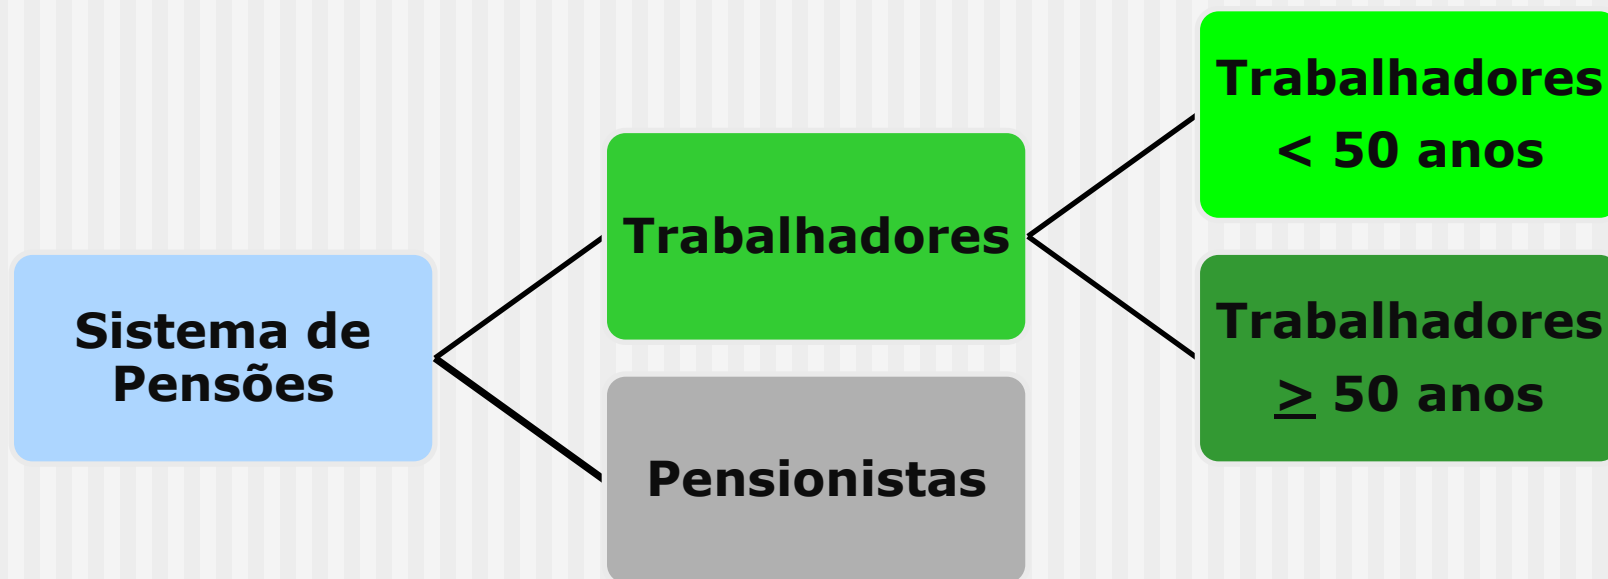 Sistema de
Pensões
Trabalhadores
Pensionistas
Trabalhadores
< 50 anos
Trabalhadores
≥ 50 anos